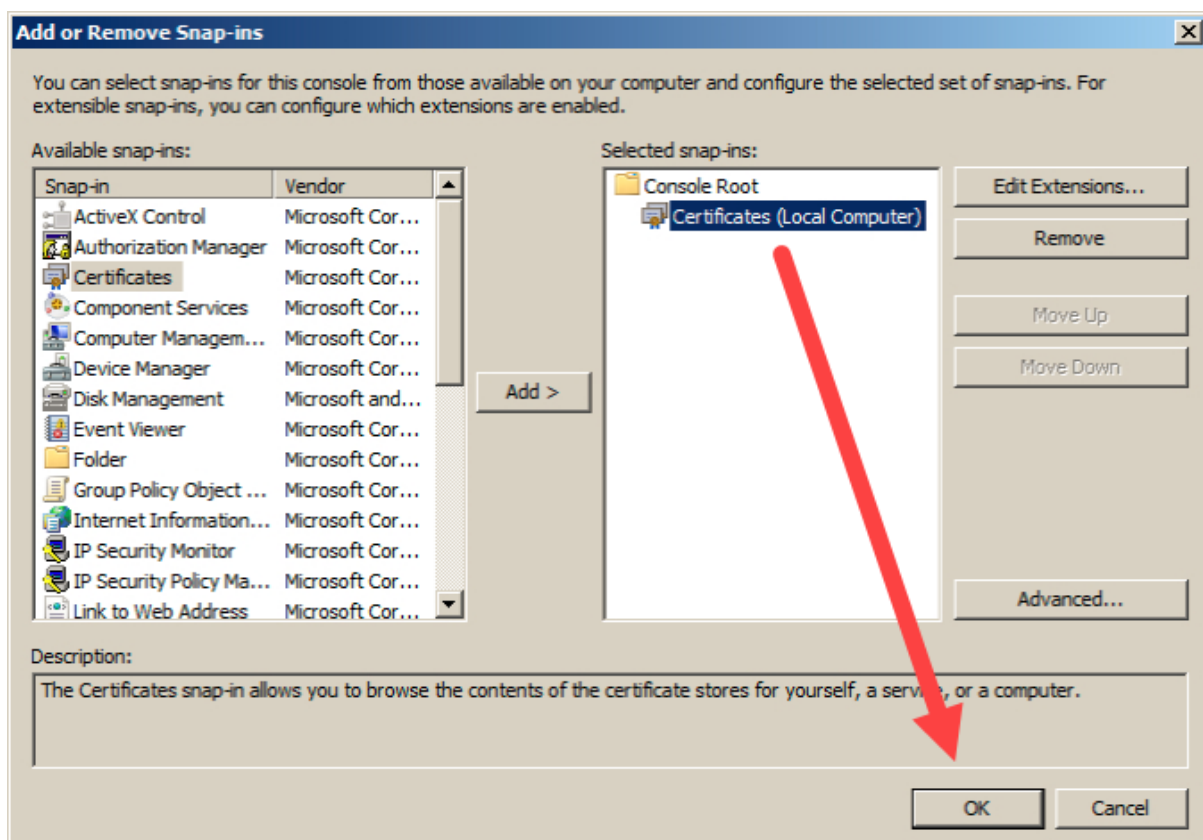 Add or Remove Snap-ins
You can select snap-ins for this console from those available on your computer and configure the selected set of snap-ins. For
extensible snap-ins, you can configure which extensions are enabled.
Available snap-ins:
Selected snap-ins:
Snap-in Vendor
ActiveX Control Microsoft Cor...
Authorization Manager Microsoft Cor...
Certificates Microsoft Cor...
Component Services Microsoft Cor...
Computer Managem... Microsoft Cor...
Device Manager Microsoft Cor...
Disk Management Microsoft and...
Event Viewer Microsoft Cor...
Folder Microsoft Cor...
Group Policy Object ... Microsoft Cor...
Internet Information... Microsoft Cor...
IP Security Monitor Microsoft Cor...
IP Security Policy Ma... Microsoft Cor...
Link to Web Address Microsoft Cor...
Add >
Console Root
Certificates (Local Computer)
Edit Extensions...
Remove
Move Up
Move Down
Advanced...
Description:
The Certificates snap-in allows you to browse the contents of the certificate stores for yourself, a service, or a computer.
OK
Cancel